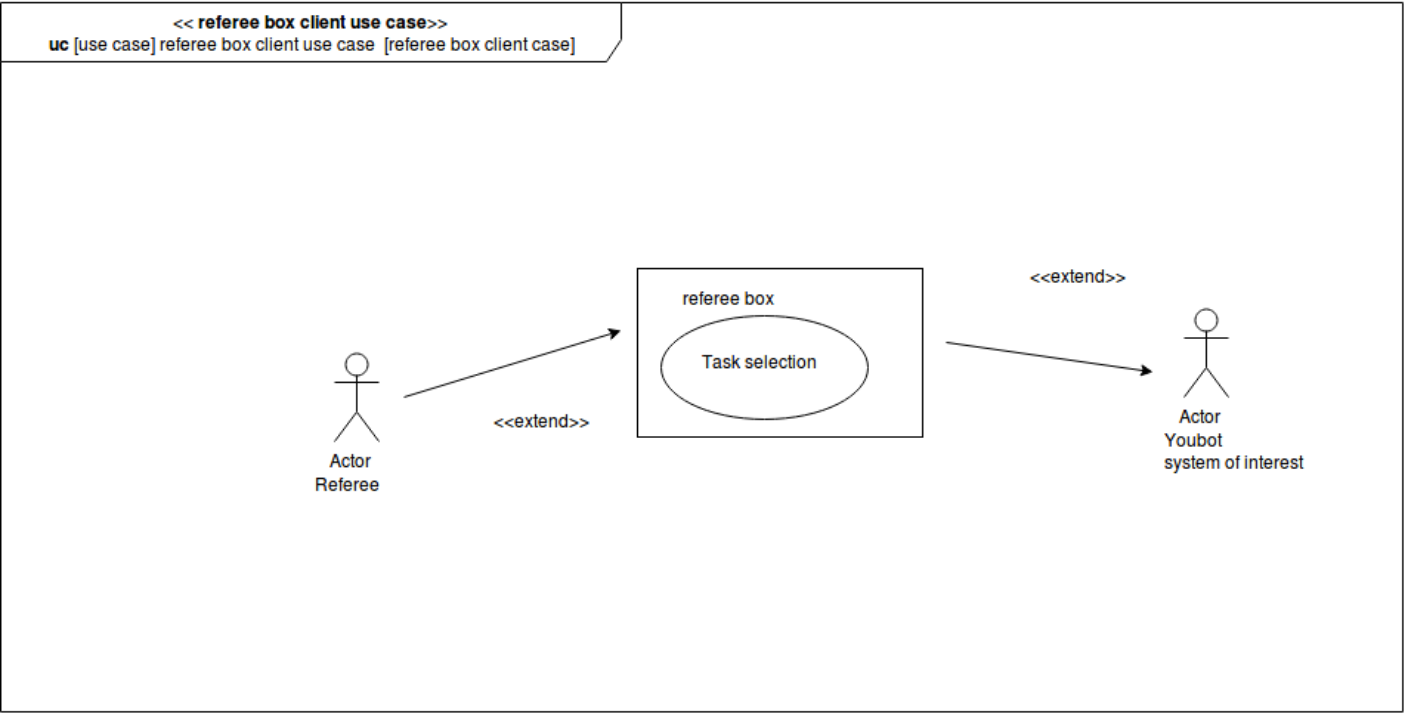 << referee box client use case>>
uc [use case] referee box client use case  [referee box client case]
<<extend>>
referee box
Task selection
<<extend>>
Actor
Referee
Actor
Youbot
system of interest